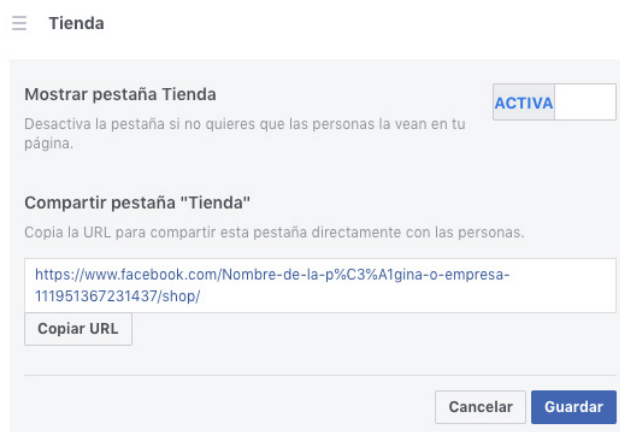 Tienda
Mostrar pestaña Tienda
ACTIVA
Desactiva la pestaña si no quieres que las personas la vean en tu
página.
Compartir pestaña "Tienda"
Copia la URL para compartir esta pestaña directamente con las personas.
https://www.facebook.com/Nombre-de-la-p%C3%A1gina-o-empresa-
111951367231437/shop/
Copiar URL
Cancelar
Guardar